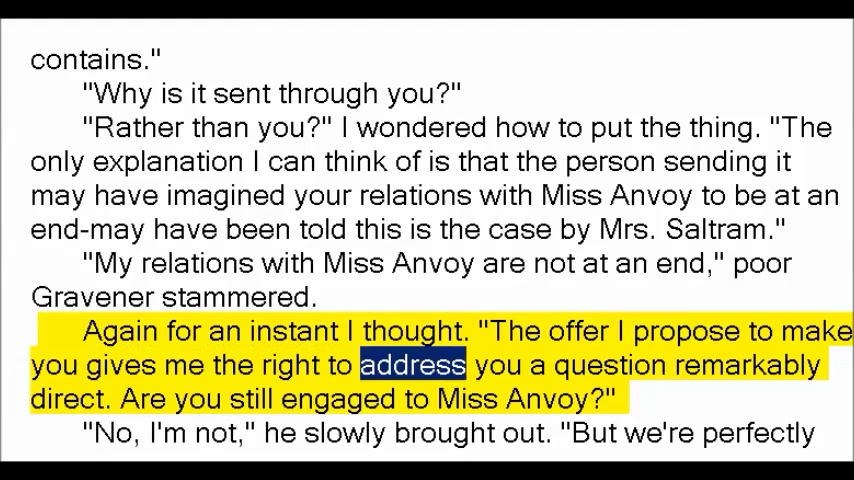 contains."
"Why is it sent through you?"
"Rather than you?" I wondered how to put the thing. "The
only explanation I can think of is that the person sending it
may have imagined your relations with Miss Anvoy to be at an
end-may have been told this is the case by Mrs. Saltram."
"My relations with Miss Anvoy are not at an end," poor
Gravener stammered.
Again for an instant I thought. "The offer I propose to make
you gives me the right to address you a question remarkably
direct. Are you still engaged to Miss Anvoy?"
"No, I'm not," he slowly brought out. "But we're perfectly